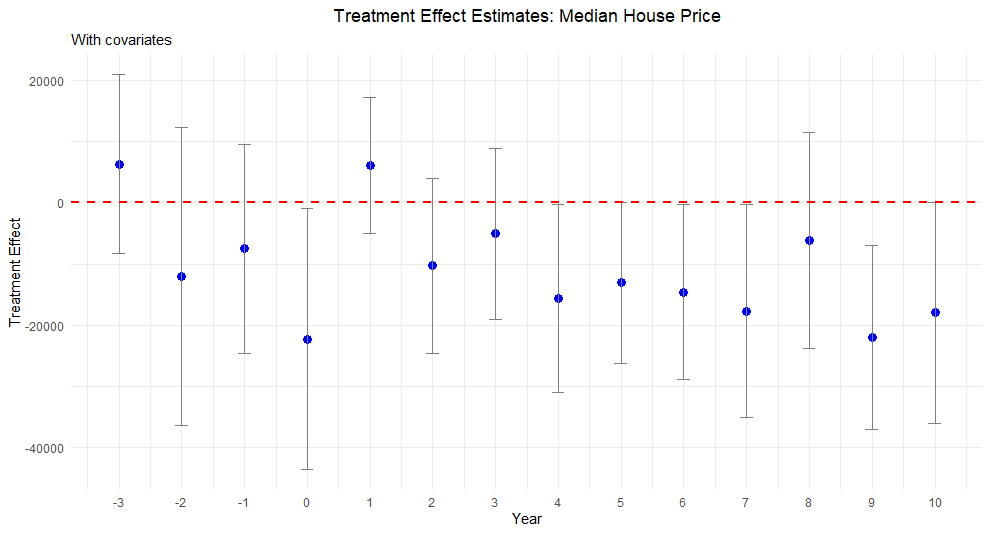 Treatment Effect Estimates: Median House Price
With covariates
20000
0
-20000
-40000
Treatment Effect
-3 -2 -1 0 1 2 3 4 5 6 7 8 9 10
Year